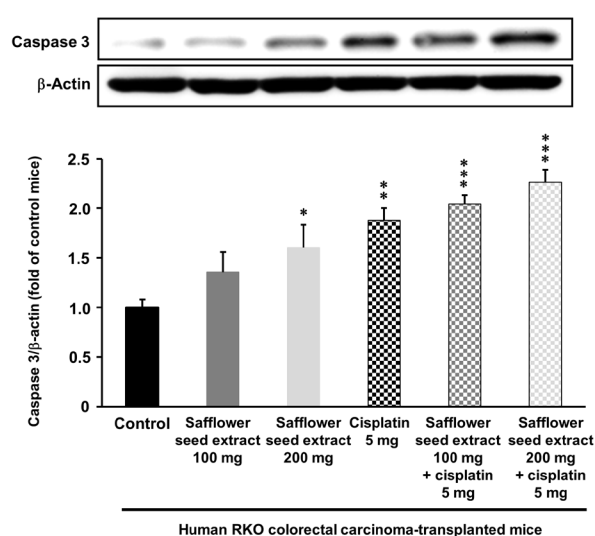 Caspase 3
β-Actin
Caspase 3/β-actin (fold of control mice)
2.5
2.0
1.5
1.0
0.5
0
*
**
***
***
Control
Safflower
seed extract
100 mg
Safflower
seed extract
200 mg
Cisplatin
5 mg
Safflower
seed extract
100 mg
+ cisplatin
5 mg
Safflower
seed extract
200 mg
+ cisplatin
5 mg
Human RKO colorectal carcinoma-transplanted mice